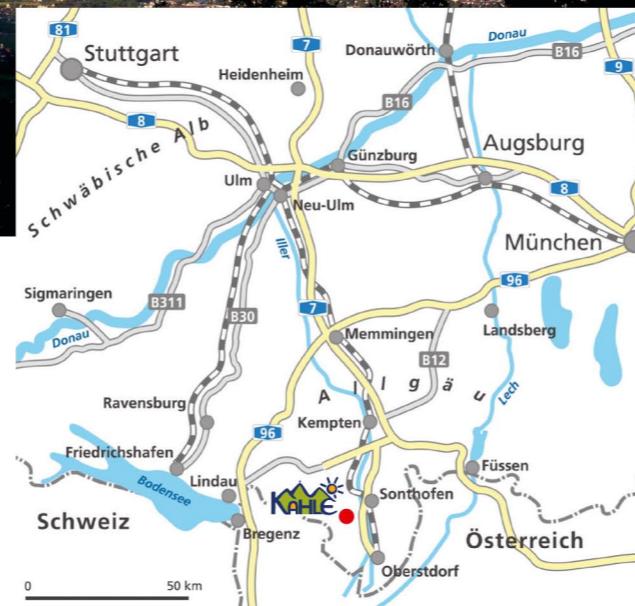 81
Stuttgart
7
Donauwörth
Donau
B16
9
Heidenheim
B16
8
Schwäbische Alb
Günzburg
Augsburg
Ulm
Neu-Ulm
8
Iller
München
96
Sigmaringen
B311
B30
7
Donau
Memmingen
Landsberg
B12
Allgäu
Lech
Ravensburg
Kempten
96
Friedrichshafen
Lindau
Füssen
Bodensee
KAHLE
Sonthofen
Schweiz
Bregenz
Österreich
Oberstdorf
0 50 km